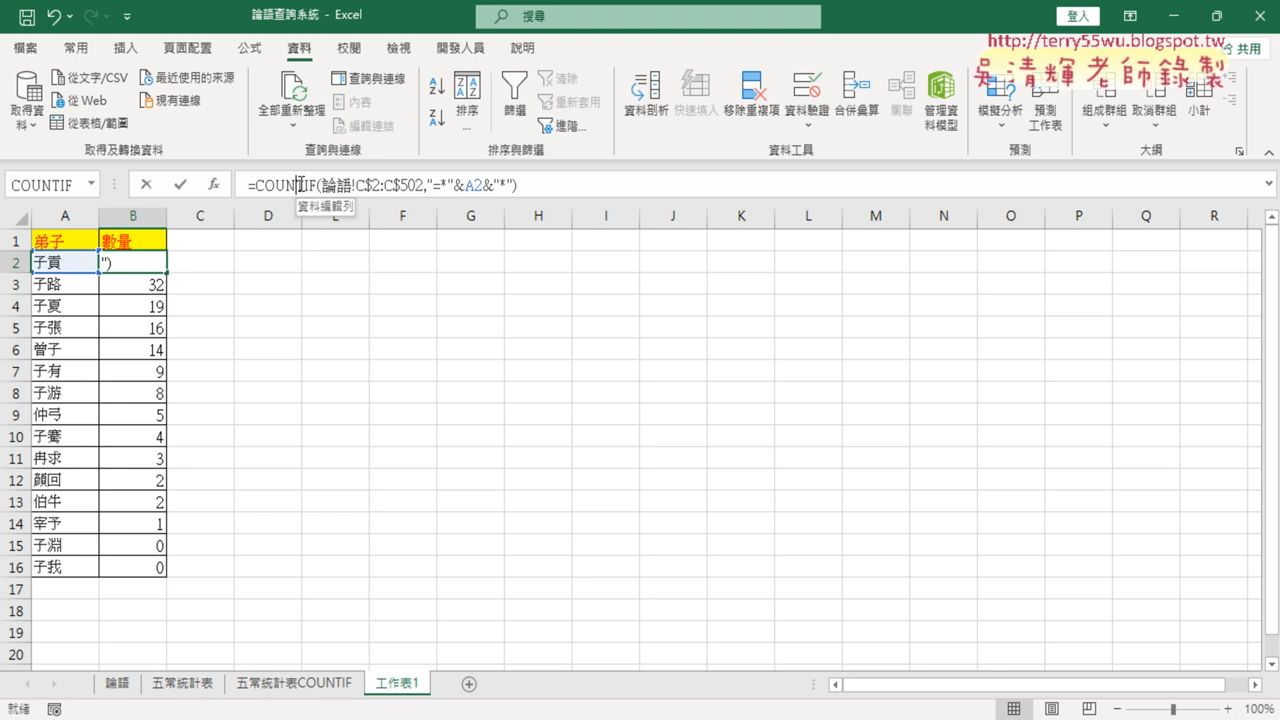 論語查詢系統 - Excel
搜尋
登入
http://terry55wu.blogspot.tw
吳清輝老師錄製
檔案 常用 插入 頁面配置 公式 資料 校閱 檢視 開發人員 說明 共用
取得資料 從文字/CSV 從 Web 從表格/範圍 最近使用的來源 現有連線
全部重新整理 查詢與連線 內容 編輯連結
排序 篩選 清除 重新套用 進階...
資料剖析 快速填入 移除重複項 資料驗證 合併彙算 關聯圖 管理資料模型
模擬分析 預測工作表 組成群組 取消群組 小計
取得及轉換資料 查詢與連線 排序與篩選 資料工具 預測 大綱
COUNTIF =COUNTIF(論語!C$2:C$502,"=*"&A2&"*")
資料編輯列
A B C D E F G H I J K L M N O P Q R
1 弟子 數量
2 子貢 ")
3 子路 32
4 子夏 19
5 子張 16
6 曾子 14
7 冉有 9
8 子游 8
9 仲弓 5
10 子騫 4
11 冉求 3
12 顏回 2
13 伯牛 2
14 宰予 1
15 子淵 0
16 子我 0
17
18
19
20
論語 五常統計表 五常統計表COUNTIF 工作表1
就緒 100%